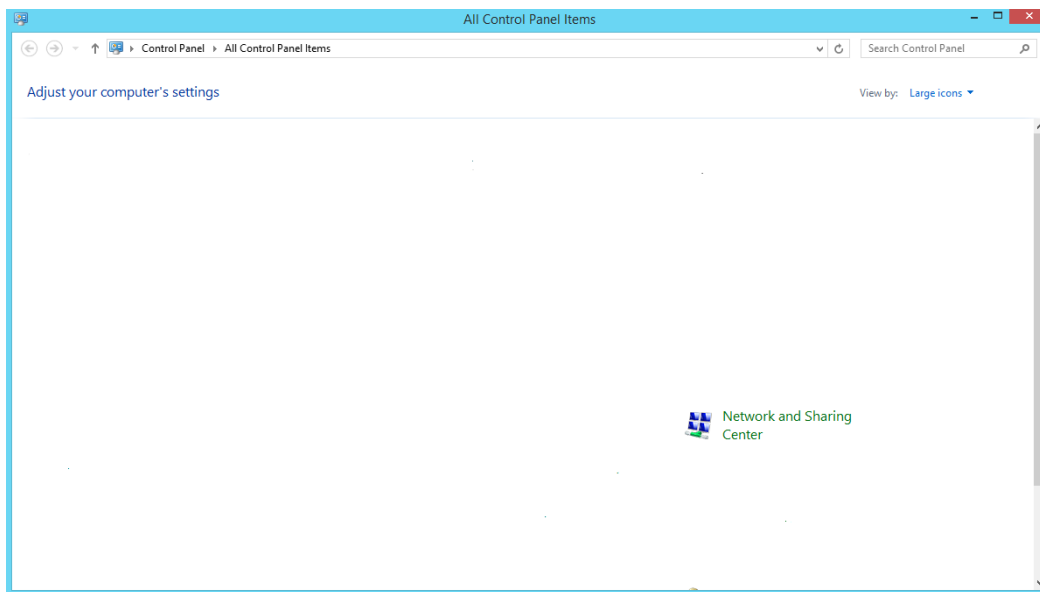 All Control Panel Items
Control Panel All Control Panel Items
Search Control Panel
Adjust your computer's settings
View by: Large icons
Network and Sharing
Center